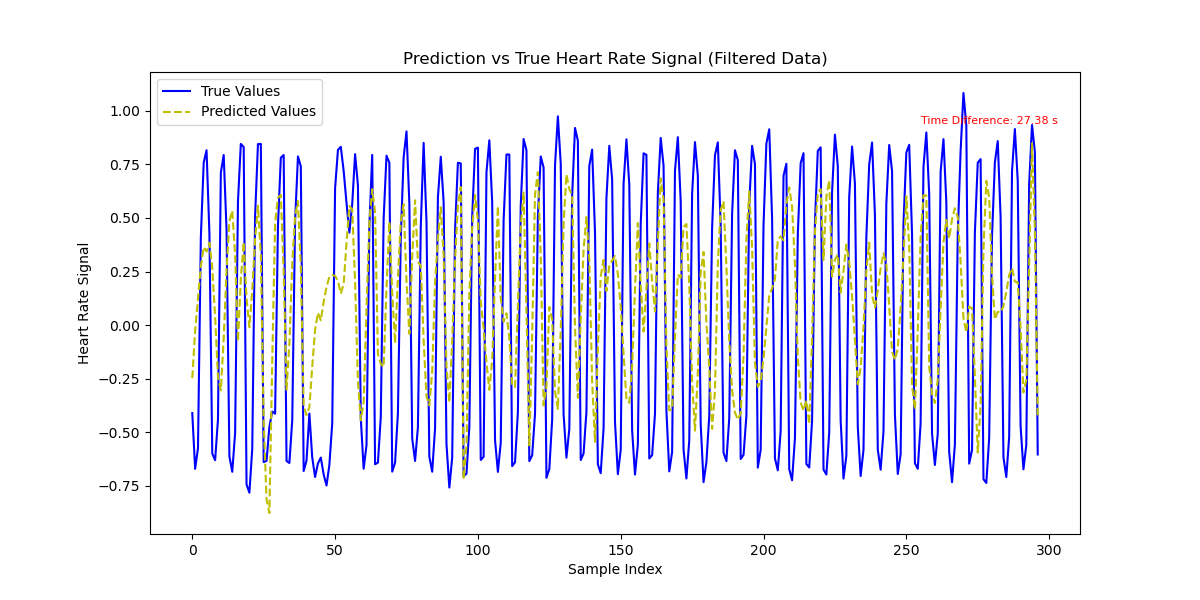 Prediction vs True Heart Rate Signal (Filtered Data)
True Values
Predicted Values
Time Difference: 27.38 s
Heart Rate Signal
1.00
0.75
0.50
0.25
0.00
−0.25
−0.50
−0.75
0 50 100 150 200 250 300
Sample Index